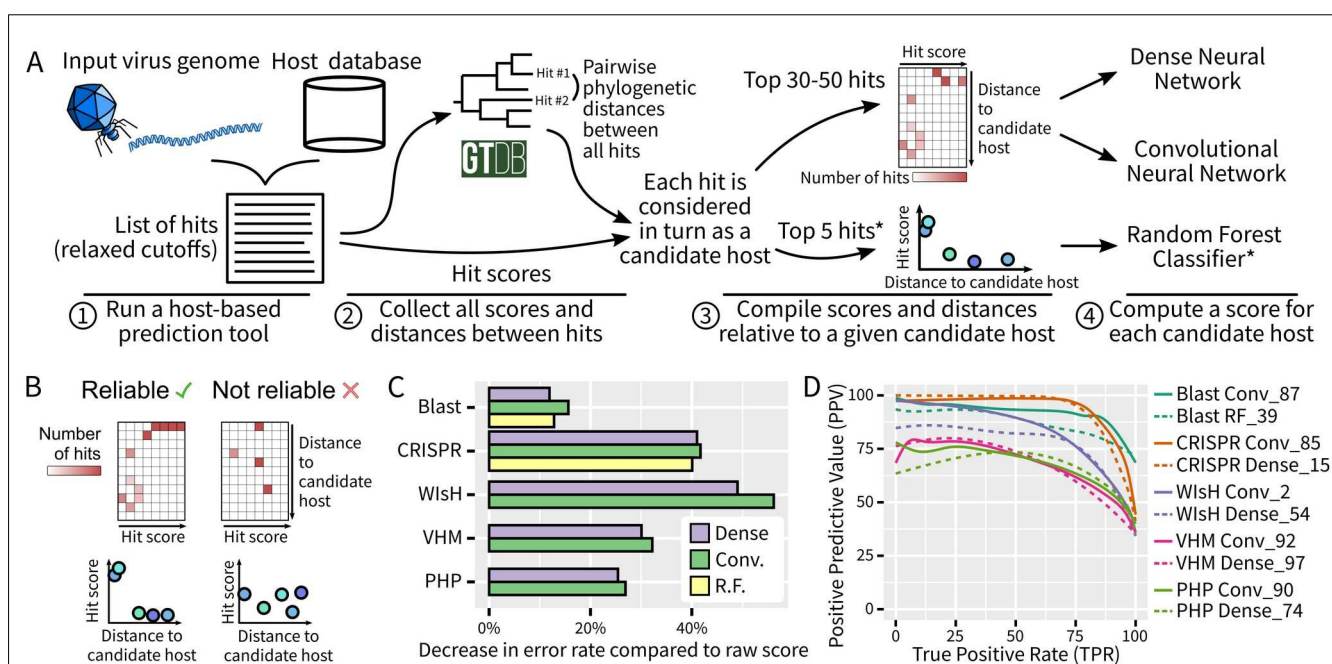 A
Input virus genome
Host database
List of hits
(relaxed cutoffs)
Hit #1
Hit #2
Pairwise
phylogenetic
distances
between
all hits
GTDB
Hit scores
Each hit is
considered
in turn as a
candidate host
Top 30-50 hits
Hit score
Distance
to
candidate
host
Number of hits
Top 5 hits*
Hit score
Distance to candidate host
Dense Neural
Network
Convolutional
Neural Network
Random Forest
Classifier*
1 Run a host-based
prediction tool
2 Collect all scores and
distances between hits
3 Compile scores and distances
relative to a given candidate host
4 Compute a score for
each candidate host
B
Reliable ✓
Not reliable ✗
Number
of hits
Hit score
Hit score
Distance
to
candidate
host
Hit score
Distance to
candidate host
Hit score
Distance to
candidate host
C
Blast
CRISPR
WIsH
VHM
PHP
Dense
Conv.
R.F.
0%
20%
40%
Decrease in error rate compared to raw score
D
Positive Predictive Value (PPV)
100
75
50
25
0
0
25
50
75
100
True Positive Rate (TPR)
Blast Conv_87
Blast RF_39
CRISPR Conv_85
CRISPR Dense_15
WIsH Conv_2
WIsH Dense_54
VHM Conv_92
VHM Dense_97
PHP Conv_90
PHP Dense_74